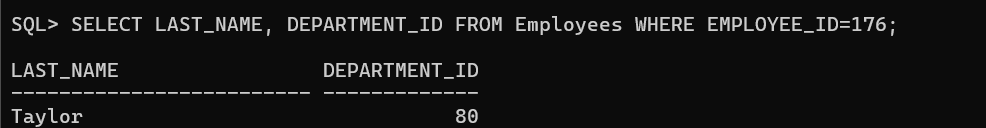 SQL> SELECT LAST_NAME, DEPARTMENT_ID FROM Employees WHERE EMPLOYEE_ID=176;
LAST_NAME                 DEPARTMENT_ID
------------------------- -------------
Taylor                               80